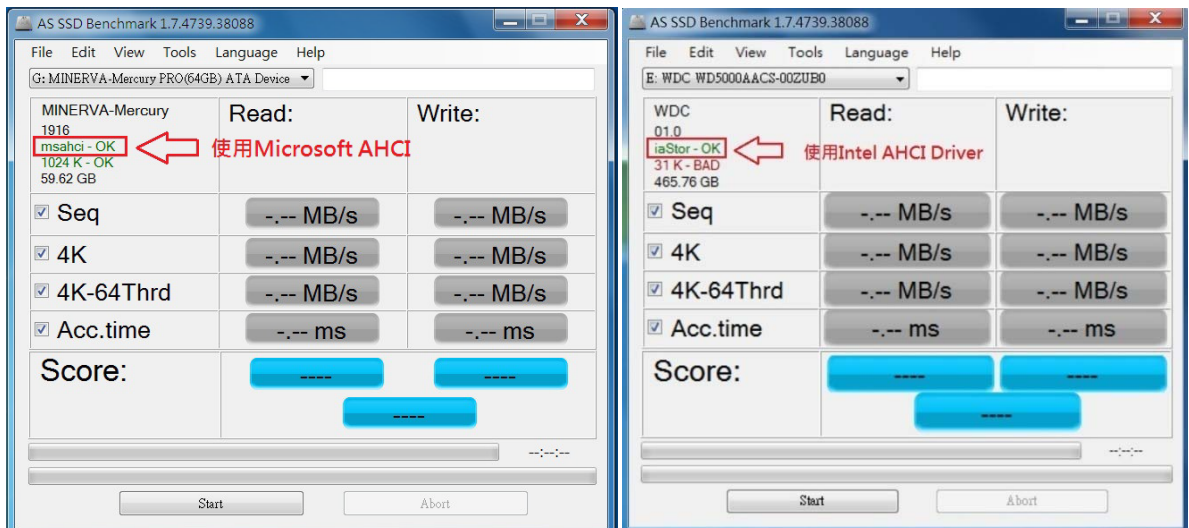 AS SSD Benchmark 1.7.4739.38088
File Edit View Tools Language Help
G: MINERVA-Mercury PRO(64GB) ATA Device
MINERVA-Mercury
1916
msahci - OK
1024 K - OK
59.62 GB
使用Microsoft AHCI
Read:
Write:
Seq
-.-- MB/s
-.-- MB/s
4K
-.-- MB/s
-.-- MB/s
4K-64Thrd
-.-- MB/s
-.-- MB/s
Acc.time
-.-- ms
-.-- ms
Score:
----
----
----
--:--:--
Start
Abort
AS SSD Benchmark 1.7.4739.38088
File Edit View Tools Language Help
E: WDC WD5000AACS-00ZUB0
WDC
01.0
iaStor - OK
31 K - BAD
465.76 GB
使用Intel AHCI Driver
Read:
Write:
Seq
-.-- MB/s
-.-- MB/s
4K
-.-- MB/s
-.-- MB/s
4K-64Thrd
-.-- MB/s
-.-- MB/s
Acc.time
-.-- ms
-.-- ms
Score:
----
----
----
--:--:--
Start
Abort